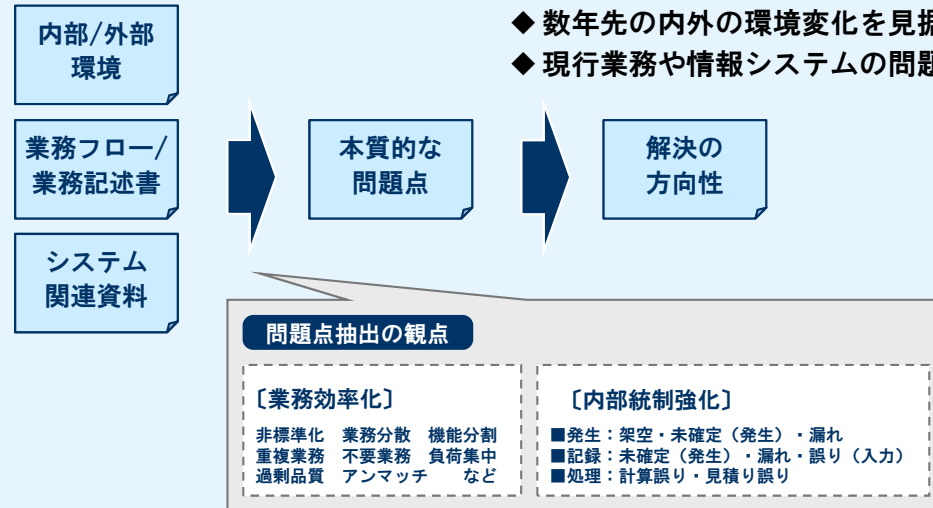 ◆ 数年先の内外の環境変化を見据
◆ 現行業務や情報システムの問題
内部/外部
環境
業務フロー/
業務記述書
システム
関連資料
本質的な
問題点
解決の
方向性
問題点抽出の観点
〔業務効率化〕
非標準化 業務分散 機能分割
重複業務 不要業務 負荷集中
過剰品質 アンマッチ など
〔内部統制強化〕
■発生：架空・未確定（発生）・漏れ
■記録：未確定（発生）・漏れ・誤り（入力）
■処理：計算誤り・見積り誤り